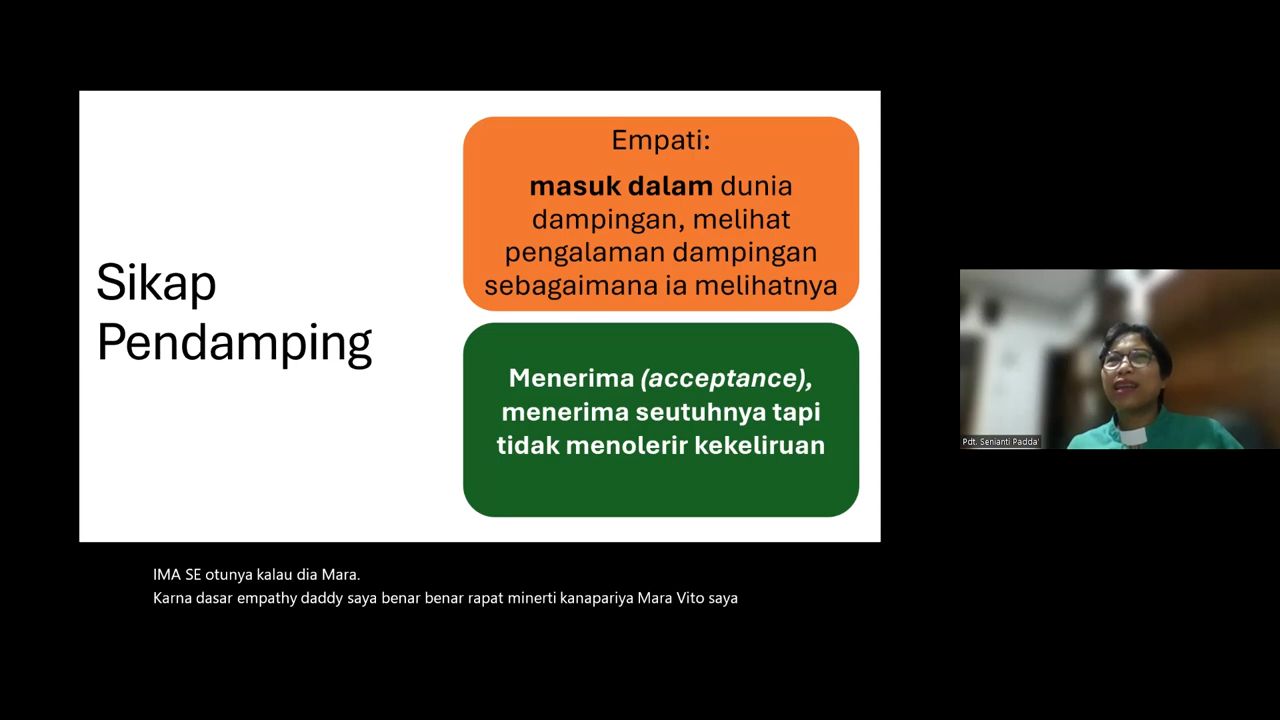 Sikap
Pendamping
Empati:
masuk dalam dunia
dampingan, melihat
pengalaman dampingan
sebagaimana ia melihatnya
Menerima (acceptance),
menerima seutuhnya tapi
tidak menolerir kekeliruan
Pdt. Senianti Padda'
IMA SE otunya kalau dia Mara.
Karna dasar empathy daddy saya benar benar rapat minerti kanapariya Mara Vito saya